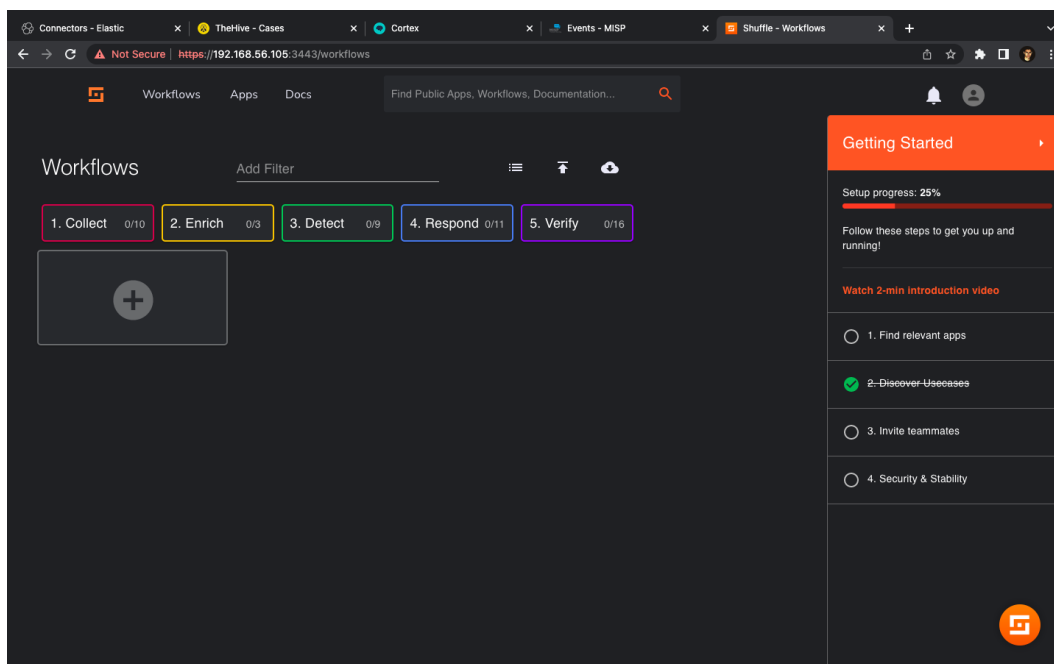 Connectors - Elastic
TheHive - Cases
Cortex
Events - MISP
Shuffle - Workflows
Not Secure | https://192.168.56.105:3443/workflows
Workflows Apps Docs Find Public Apps, Workflows, Documentation...
Workflows
Add Filter
1. Collect 0/10
2. Enrich 0/3
3. Detect 0/9
4. Respond 0/11
5. Verify 0/16
Getting Started
Setup progress: 25%
Follow these steps to get you up and
running!
Watch 2-min introduction video
1. Find relevant apps
2. Discover Usecases
3. Invite teammates
4. Security & Stability